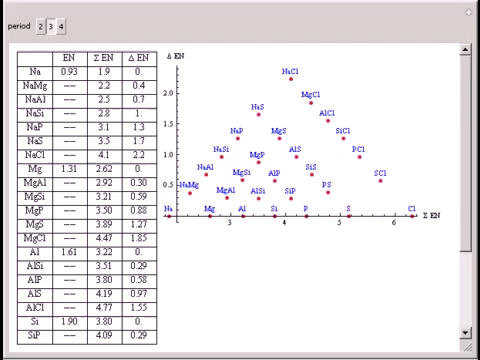 period 2 3 4
EN Σ EN Δ EN
Na 0.93 1.9 0.
NaMg — 2.2 0.4
NaAl — 2.5 0.7
NaSi — 2.8 1.
NaP — 3.1 1.3
NaS — 3.5 1.7
NaCl — 4.1 2.2
Mg 1.31 2.62 0.
MgAl — 2.92 0.30
MgSi — 3.21 0.59
MgP — 3.50 0.88
MgS — 3.89 1.27
MgCl — 4.47 1.85
Al 1.61 3.22 0.
AlSi — 3.51 0.29
AlP — 3.80 0.58
AlS — 4.19 0.97
AlCl — 4.77 1.55
Si 1.90 3.80 0.
SiP — 4.09 0.29
Δ EN
NaCl
2.0
MgCl
NaS AlCl
1.5
NaP MgS SiCl
1.0
NaSi MgP AlS PCl
NaAl MgSi AlP SiS SCl
0.5
NaMg MgAl AlSi SiP PS
Na Mg Al Si P S Cl Σ EN
2 3 4 5 6